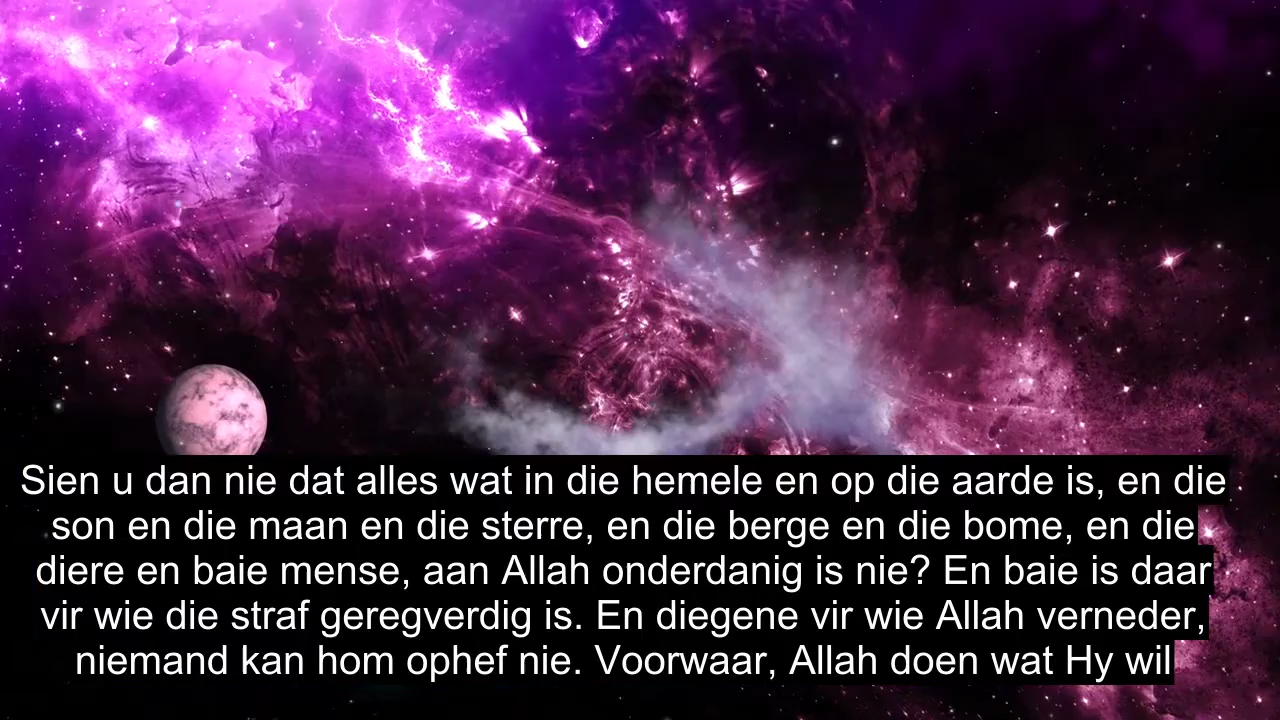 Sien u dan nie dat alles wat in die hemele en op die aarde is, en die
son en die maan en die sterre, en die berge en die bome, en die
diere en baie mense, aan Allah onderdanig is nie? En baie is daar
vir wie die straf geregverdig is. En diegene vir wie Allah verneder,
niemand kan hom ophef nie. Voorwaar, Allah doen wat Hy wil